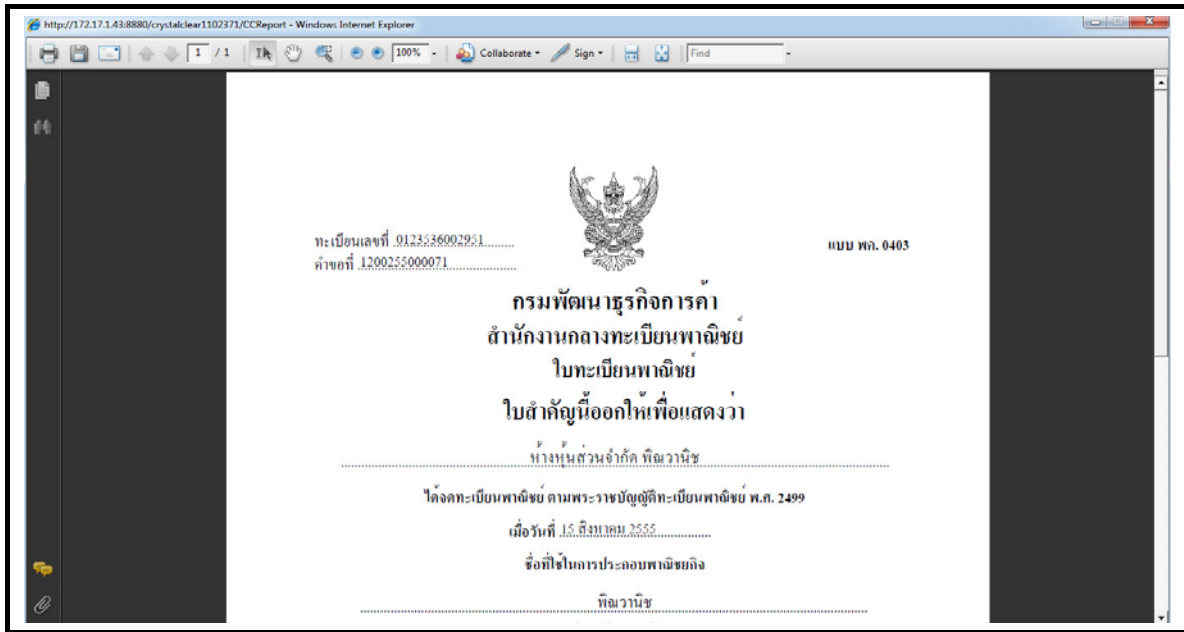 http://172.17.1.43:8880/crystalclear1102371/CCReport - Windows Internet Explorer
1 / 1 100% Collaborate Sign Find
ทะเบียนเลขที่ 0123536002951
แบบ พค. 0403
คำขอที่ 1200255000071
กรมพัฒนาธุรกิจการค้า
สำนักงานกลางทะเบียนพาณิชย์
ใบทะเบียนพาณิชย์
ใบสำคัญนี้ออกให้เพื่อแสดงว่า
ห้างหุ้นส่วนจำกัด พิณวานิช
ได้จดทะเบียนพาณิชย์ ตามพระราชบัญญัติทะเบียนพาณิชย์ พ.ศ. 2499
เมื่อวันที่ 15 สิงหาคม 2555
ชื่อที่ใช้ในการประกอบพาณิชยกิจ
พิณวานิช